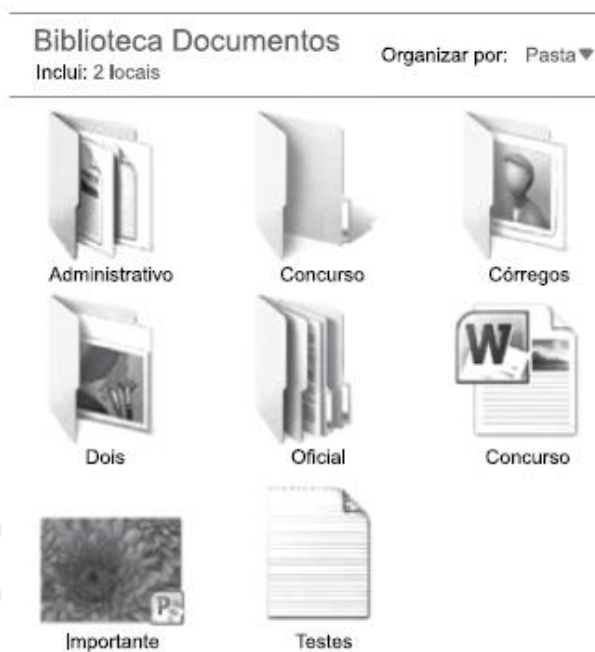 Biblioteca Documentos
Inclui: 2 locais
Organizar por: Pasta
Administrativo
Concurso
Córregos
Dois
Oficial
W
Concurso
P
Importante
Testes